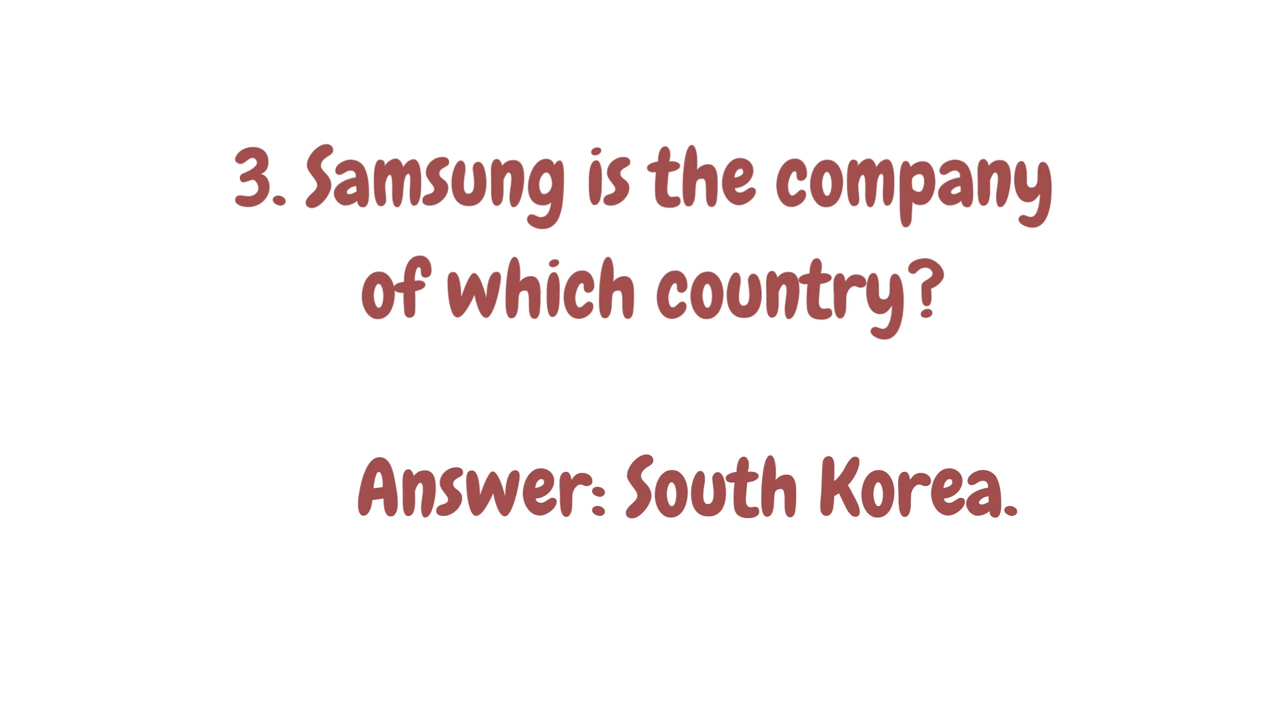 3. Samsung is the company
of which country?
Answer: South Korea.